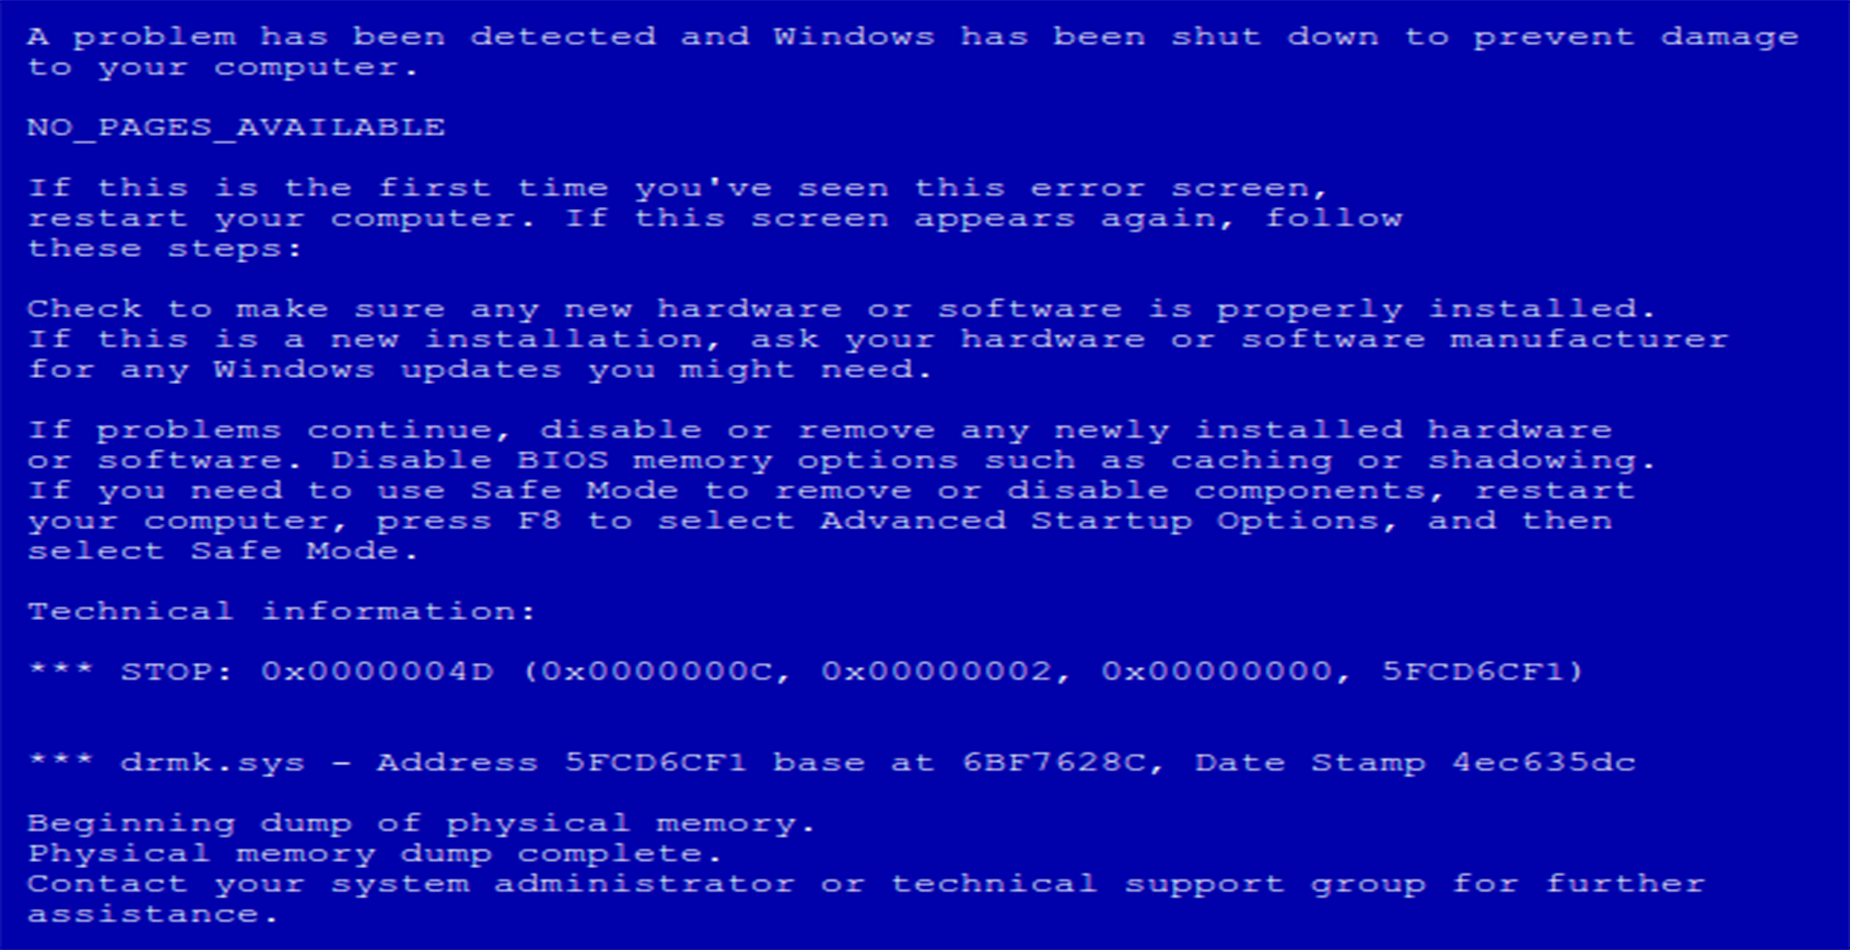 A problem has been detected and Windows has been shut down to prevent damage
to your computer.
NO_PAGES_AVAILABLE
If this is the first time you've seen this error screen,
restart your computer. If this screen appears again, follow
these steps:
Check to make sure any new hardware or software is properly installed.
If this is a new installation, ask your hardware or software manufacturer
for any Windows updates you might need.
If problems continue, disable or remove any newly installed hardware
or software. Disable BIOS memory options such as caching or shadowing.
If you need to use Safe Mode to remove or disable components, restart
your computer, press F8 to select Advanced Startup Options, and then
select Safe Mode.
Technical information:
*** STOP: 0x0000004D (0x0000000C, 0x00000002, 0x00000000, 5FCD6CF1)
*** drmk.sys - Address 5FCD6CF1 base at 6BF7628C, Date Stamp 4ec635dc
Beginning dump of physical memory.
Physical memory dump complete.
Contact your system administrator or technical support group for further
assistance.